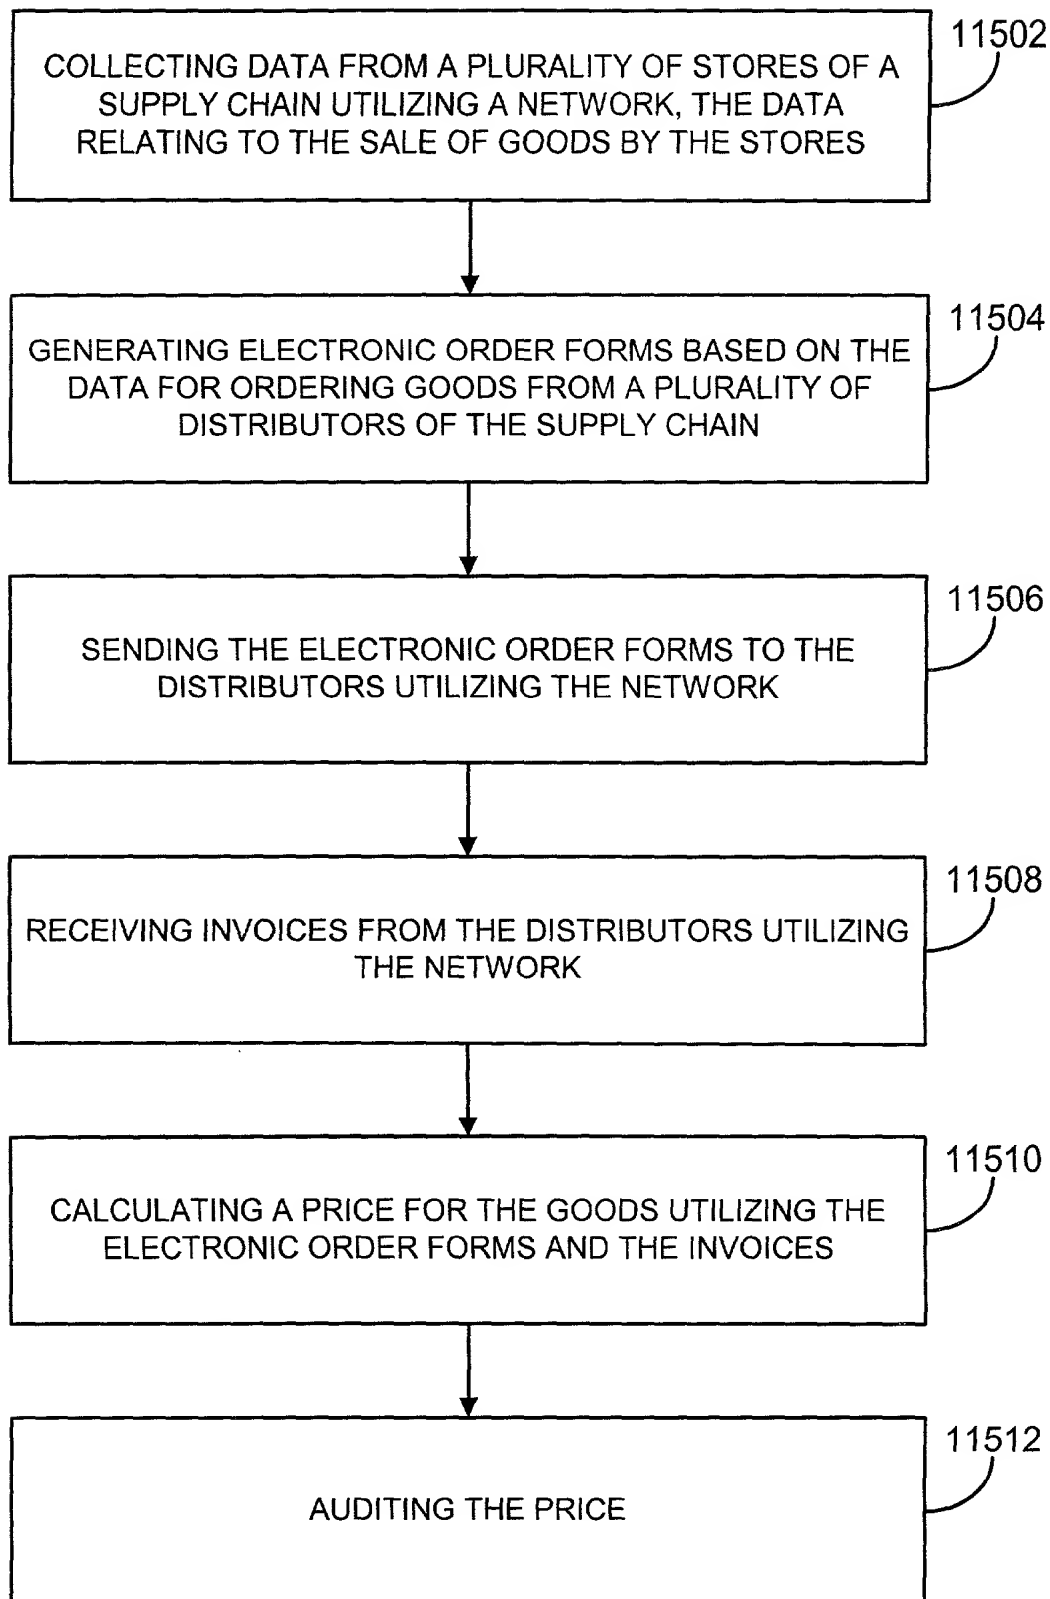 11502
COLLECTING DATA FROM A PLURALITY OF STORES OF A
SUPPLY CHAIN UTILIZING A NETWORK, THE DATA
RELATING TO THE SALE OF GOODS BY THE STORES
11504
GENERATING ELECTRONIC ORDER FORMS BASED ON THE
DATA FOR ORDERING GOODS FROM A PLURALITY OF
DISTRIBUTORS OF THE SUPPLY CHAIN
11506
SENDING THE ELECTRONIC ORDER FORMS TO THE
DISTRIBUTORS UTILIZING THE NETWORK
11508
RECEIVING INVOICES FROM THE DISTRIBUTORS UTILIZING
THE NETWORK
11510
CALCULATING A PRICE FOR THE GOODS UTILIZING THE
ELECTRONIC ORDER FORMS AND THE INVOICES
11512
AUDITING THE PRICE